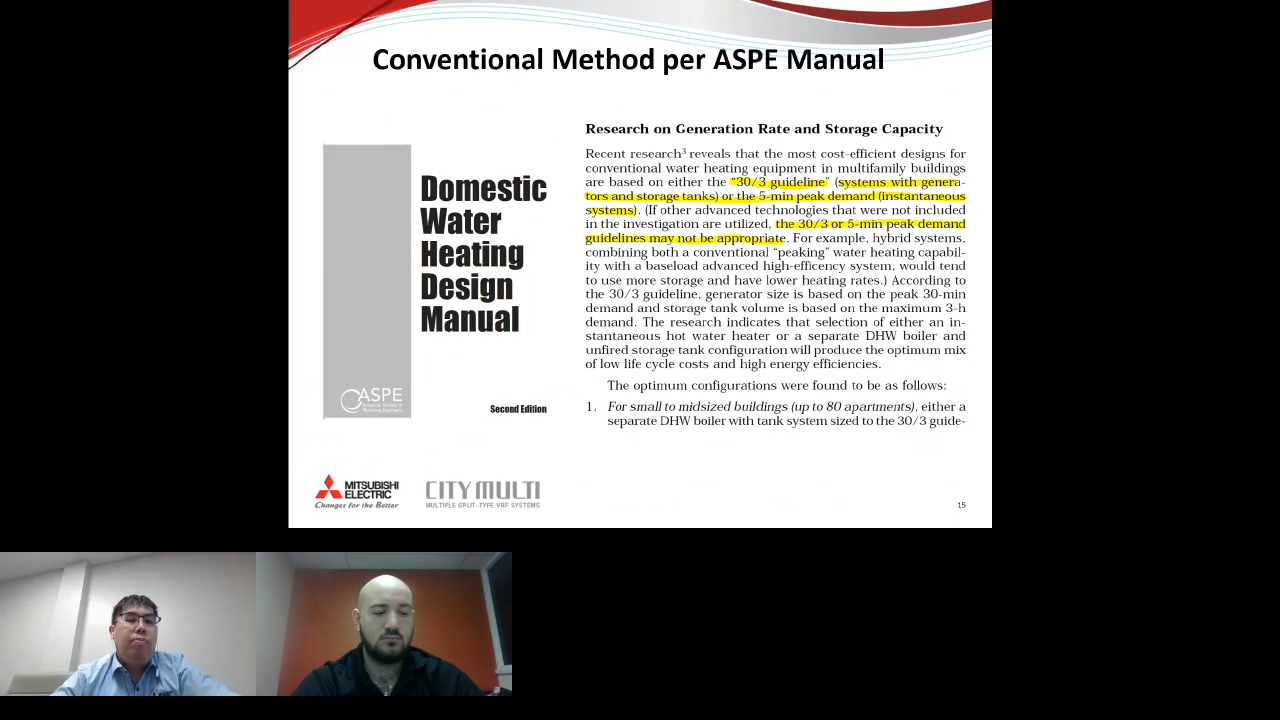 Conventional Method per ASPE Manual
Domestic
Water
Heating
Design
Manual
ASPE
American Society of
Plumbing Engineers
Second Edition
Research on Generation Rate and Storage Capacity
Recent research3 reveals that the most cost-efficient designs for
conventional water heating equipment in multifamily buildings
are based on either the “30/3 guideline” (systems with genera-
tors and storage tanks) or the 5-min peak demand (instantaneous
systems). (If other advanced technologies that were not included
in the investigation are utilized, the 30/3 or 5-min peak demand
guidelines may not be appropriate. For example, hybrid systems,
combining both a conventional “peaking” water heating capabil-
ity with a baseload advanced high-efficency system, would tend
to use more storage and have lower heating rates.) According to
the 30/3 guideline, generator size is based on the peak 30-min
demand and storage tank volume is based on the maximum 3-h
demand. The research indicates that selection of either an in-
stantaneous hot water heater or a separate DHW boiler and
unfired storage tank configuration will produce the optimum mix
of low life cycle costs and high energy efficiencies.
The optimum configurations were found to be as follows:
1. For small to midsized buildings (up to 80 apartments), either a
separate DHW boiler with tank system sized to the 30/3 guide-
MITSUBISHI
ELECTRIC
Changes for the Better
CITY MULTI
MULTIPLE SPLIT-TYPE VRF SYSTEMS
15